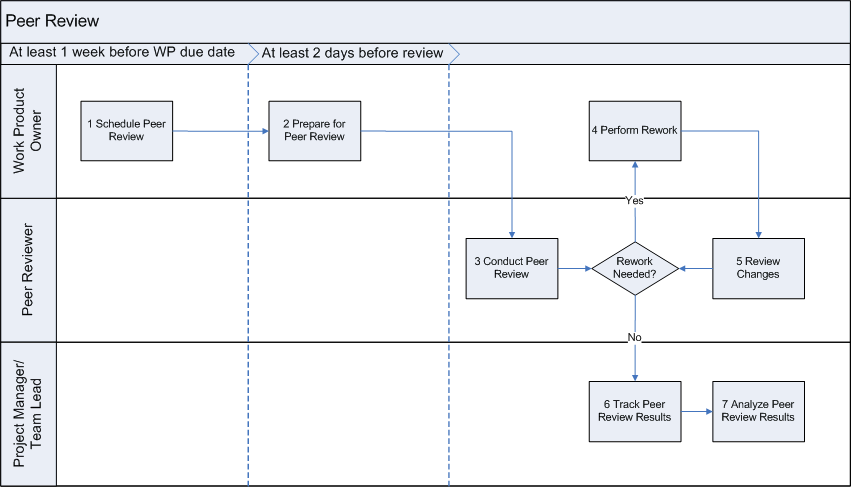 Peer Review
At least 1 week before WP due date
At least 2 days before review
Work Product
Owner
1 Schedule Peer
Review
2 Prepare for
Peer Review
4 Perform Rework
Yes
Peer Reviewer
3 Conduct Peer
Review
Rework
Needed?
5 Review
Changes
No
Project Manager/
Team Lead
6 Track Peer
Review Results
7 Analyze Peer
Review Results